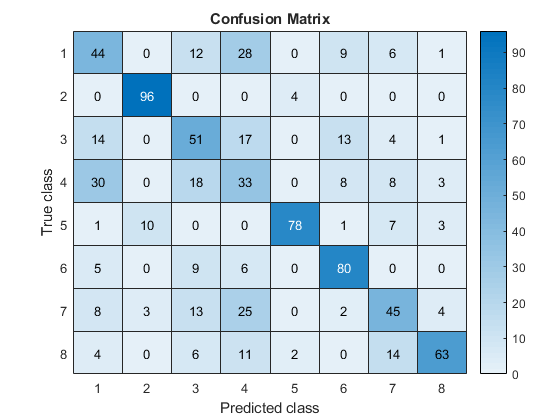 Confusion Matrix
1 44 0 12 28 0 9 6 1
2 0 96 0 0 4 0 0 0
3 14 0 51 17 0 13 4 1
4 30 0 18 33 0 8 8 3
5 1 10 0 0 78 1 7 3
6 5 0 9 6 0 80 0 0
7 8 3 13 25 0 2 45 4
8 4 0 6 11 2 0 14 63
1 2 3 4 5 6 7 8
Predicted class
True class
90
80
70
60
50
40
30
20
10
0